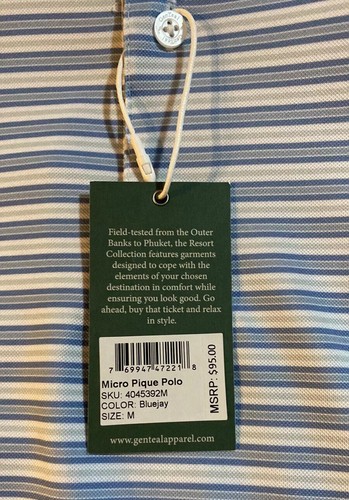 Field-tested from the Outer
Banks to Phuket, the Resort
Collection features garments
designed to cope with the
elements of your chosen
destination in comfort while
ensuring you look good. Go
ahead, buy that ticket and relax
in style.
7 69947 47221 8
Micro Pique Polo
SKU: 4045392M
COLOR: Bluejay
SIZE: M
MSRP: $95.00
www.gentealapparel.com